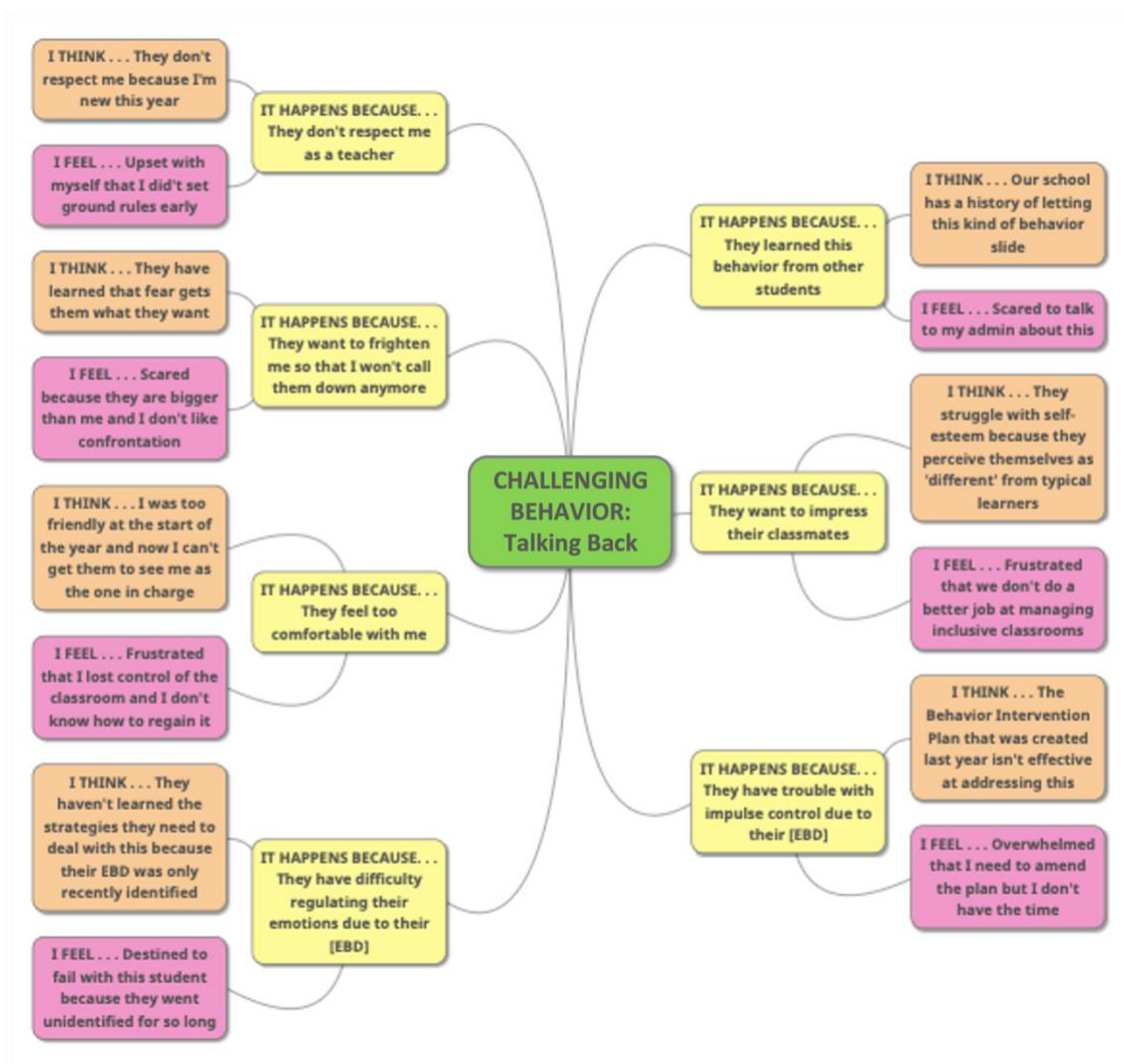 I THINK . . . They don't
respect me because I'm
new this year
IT HAPPENS BECAUSE. . .
They don't respect me
as a teacher
I FEEL . . . Upset with
myself that I did't set
ground rules early
I THINK . . . They have
learned that fear gets
them what they want
IT HAPPENS BECAUSE. . .
They want to frighten
me so that I won't call
them down anymore
I FEEL . . . Scared
because they are bigger
than me and I don't like
confrontation
I THINK . . . I was too
friendly at the start of
the year and now I can't
get them to see me as
the one in charge
IT HAPPENS BECAUSE. . .
They feel too
comfortable with me
I FEEL . . . Frustrated
that I lost control of the
classroom and I don't
know how to regain it
I THINK . . . They
haven't learned the
strategies they need to
deal with this because
their EBD was only
recently identified
IT HAPPENS BECAUSE. . .
They have difficulty
regulating their
emotions due to their
[EBD]
I FEEL . . . Destined to
fail with this student
because they went
unidentified for so long
CHALLENGING
BEHAVIOR:
Talking Back
IT HAPPENS BECAUSE. . .
They learned this
behavior from other
students
I THINK . . . Our school
has a history of letting
this kind of behavior
slide
I FEEL . . . Scared to talk
to my admin about this
IT HAPPENS BECAUSE. . .
They want to impress
their classmates
I THINK . . . They
struggle with self-
esteem because they
perceive themselves as
'different' from typical
learners
I FEEL . . . Frustrated
that we don't do a
better job at managing
inclusive classrooms
IT HAPPENS BECAUSE. . .
They have trouble with
impulse control due to
their [EBD]
I THINK . . . The
Behavior Intervention
Plan that was created
last year isn't effective
at addressing this
I FEEL . . . Overwhelmed
that I need to amend
the plan but I don't
have the time